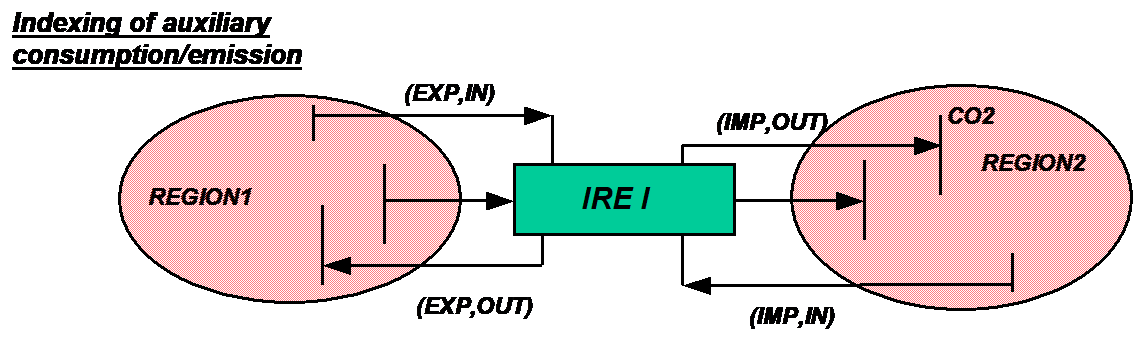 Indexing of auxiliary
consumption/emission
(EXP,IN)
(IMP,OUT)
CO2
REGION2
REGION1
IRE I
(EXP,OUT)
(IMP,IN)